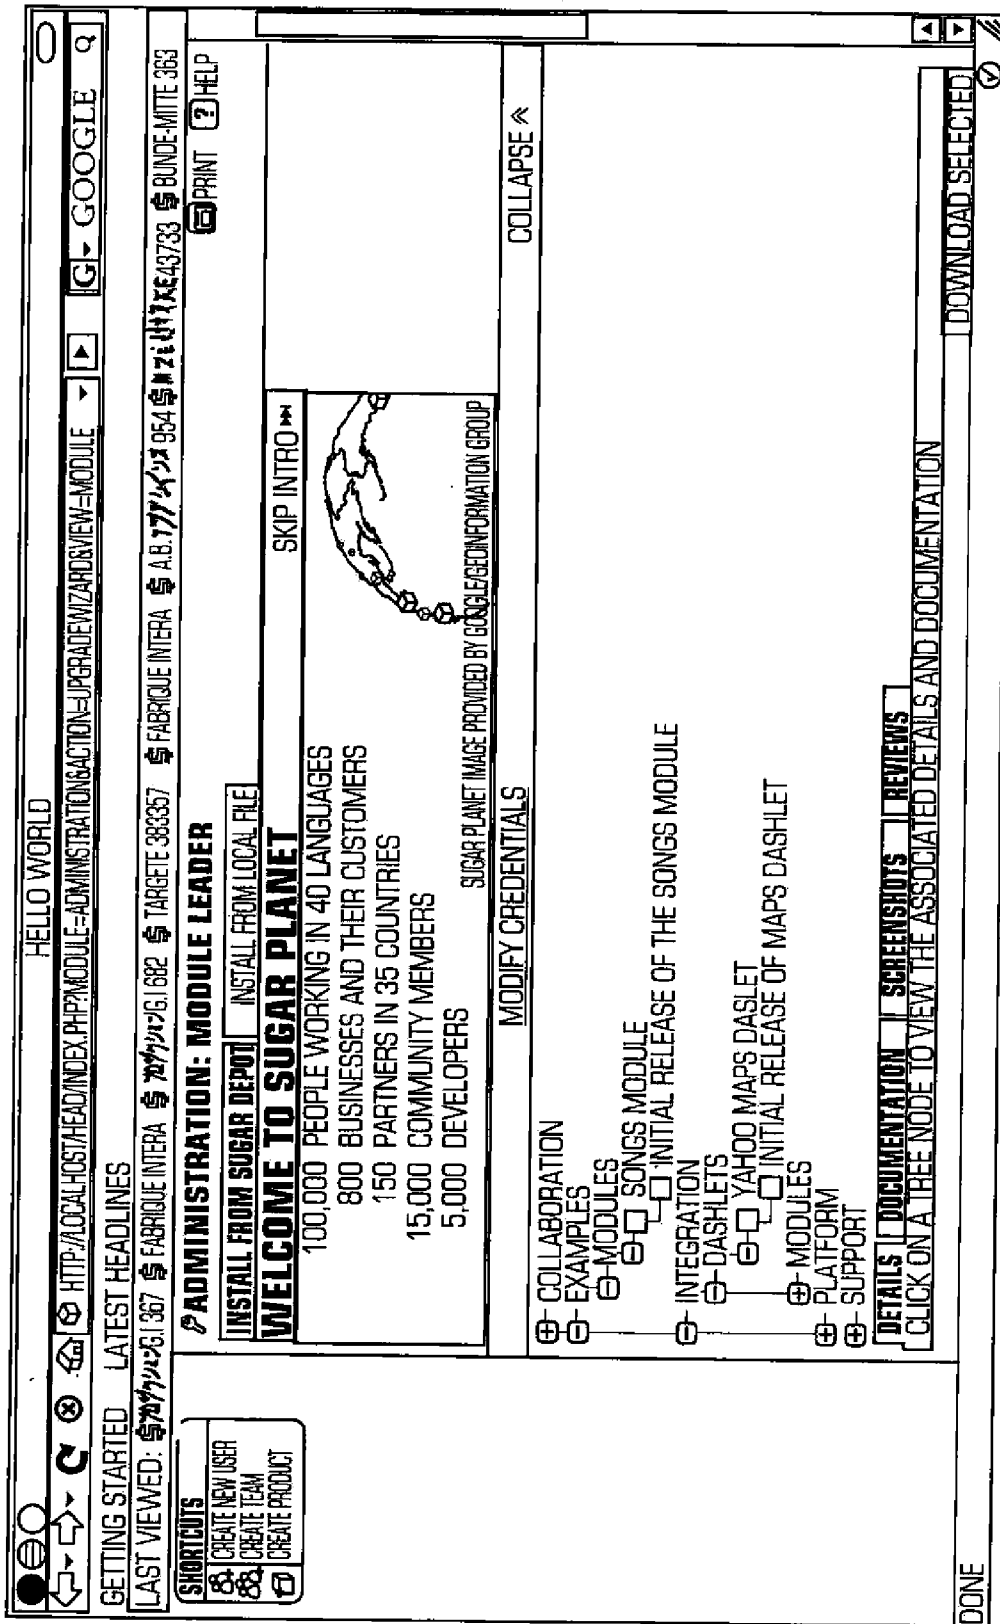 HELLO WORLD
HTTP://LOCALHOST/HEAD/INDEX.PHP?MODULE=ADMINISTRATION&ACTION=UPGRADEWIZARD&VIEW=MODULE
G GOOGLE
GETTING STARTED LATEST HEADLINES
LAST VIEWED: G.I 367 FABRIQUE INTERA G.I 682 TARGETE 383357 FABRIQUE INTERA A.B. 954 43733 BUNDE-MITTE 363
PRINT ? HELP
SHORTCUTS
CREATE NEW USER
CREATE TEAM
CREATE PRODUCT
ADMINISTRATION: MODULE LEADER
INSTALL FROM SUGAR DEPOT INSTALL FROM LOCAL FILE
WELCOME TO SUGAR PLANET SKIP INTRO
100,000 PEOPLE WORKING IN 40 LANGUAGES
800 BUSINESSES AND THEIR CUSTOMERS
150 PARTNERS IN 35 COUNTRIES
15,000 COMMUNITY MEMBERS
5,000 DEVELOPERS
SUGAR PLANET IMAGE PROVIDED BY GOOGLE/GEOINFORMATION GROUP
MODIFY CREDENTIALS COLLAPSE
COLLABORATION
EXAMPLES
MODULES
SONGS MODULE
INITIAL RELEASE OF THE SONGS MODULE
INTEGRATION
DASHLETS
YAHOO MAPS DASLET
INITIAL RELEASE OF MAPS DASHLET
MODULES
PLATFORM
SUPPORT
DETAILS DOCUMENTATION SCREENSHOTS REVIEWS
CLICK ON A TREE NODE TO VIEW THE ASSOCIATED DETAILS AND DOCUMENTATION
DOWNLOAD SELECTED
DONE